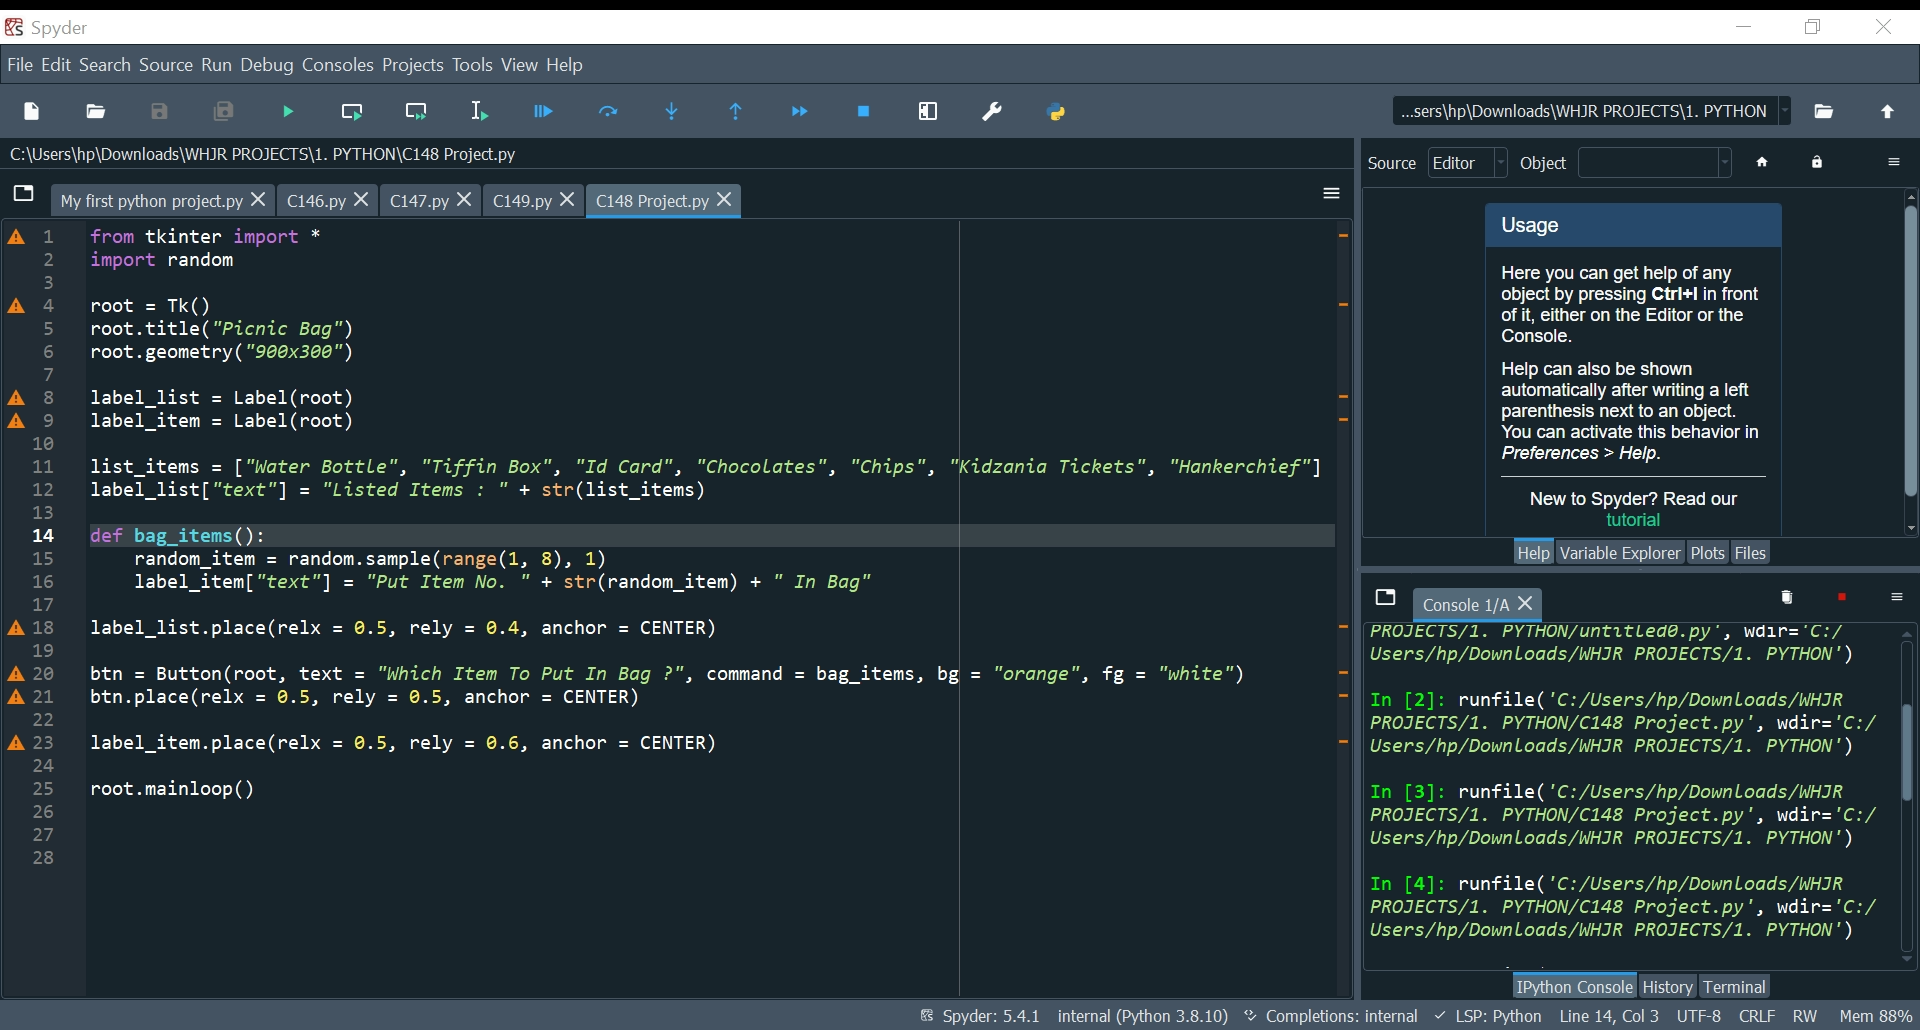 Spyder
File Edit Search Source Run Debug Consoles Projects Tools View Help
...sers\hp\Downloads\WHJR PROJECTS\1. PYTHON
C:\Users\hp\Downloads\WHJR PROJECTS\1. PYTHON\C148 Project.py
My first python project.py C146.py C147.py C149.py C148 Project.py
1 from tkinter import *
2 import random
3
4 root = Tk()
5 root.title("Picnic Bag")
6 root.geometry("900x300")
7
8 label_list = Label(root)
9 label_item = Label(root)
10
11 list_items = ["Water Bottle", "Tiffin Box", "Id Card", "Chocolates", "Chips", "Kidzania Tickets", "Hankerchief"]
12 label_list["text"] = "Listed Items : " + str(list_items)
13
14 def bag_items():
15 random_item = random.sample(range(1, 8), 1)
16 label_item["text"] = "Put Item No. " + str(random_item) + " In Bag"
17
18 label_list.place(relx = 0.5, rely = 0.4, anchor = CENTER)
19
20 btn = Button(root, text = "Which Item To Put In Bag ?", command = bag_items, bg = "orange", fg = "white")
21 btn.place(relx = 0.5, rely = 0.5, anchor = CENTER)
22
23 label_item.place(relx = 0.5, rely = 0.6, anchor = CENTER)
24
25 root.mainloop()
26
27
28
Source Editor Object
Usage
Here you can get help of any
object by pressing Ctrl+I in front
of it, either on the Editor or the
Console.
Help can also be shown
automatically after writing a left
parenthesis next to an object.
You can activate this behavior in
Preferences > Help.
New to Spyder? Read our
tutorial
Help Variable Explorer Plots Files
Console 1/A
PROJECTS/1. PYTHON/untitled0.py', wdir='C:/
Users/hp/Downloads/WHJR PROJECTS/1. PYTHON')
In [2]: runfile('C:/Users/hp/Downloads/WHJR
PROJECTS/1. PYTHON/C148 Project.py', wdir='C:/
Users/hp/Downloads/WHJR PROJECTS/1. PYTHON')
In [3]: runfile('C:/Users/hp/Downloads/WHJR
PROJECTS/1. PYTHON/C148 Project.py', wdir='C:/
Users/hp/Downloads/WHJR PROJECTS/1. PYTHON')
In [4]: runfile('C:/Users/hp/Downloads/WHJR
PROJECTS/1. PYTHON/C148 Project.py', wdir='C:/
Users/hp/Downloads/WHJR PROJECTS/1. PYTHON')
IPython Console History Terminal
Spyder: 5.4.1 internal (Python 3.8.10) Completions: internal LSP: Python Line 14, Col 3 UTF-8 CRLF RW Mem 88%